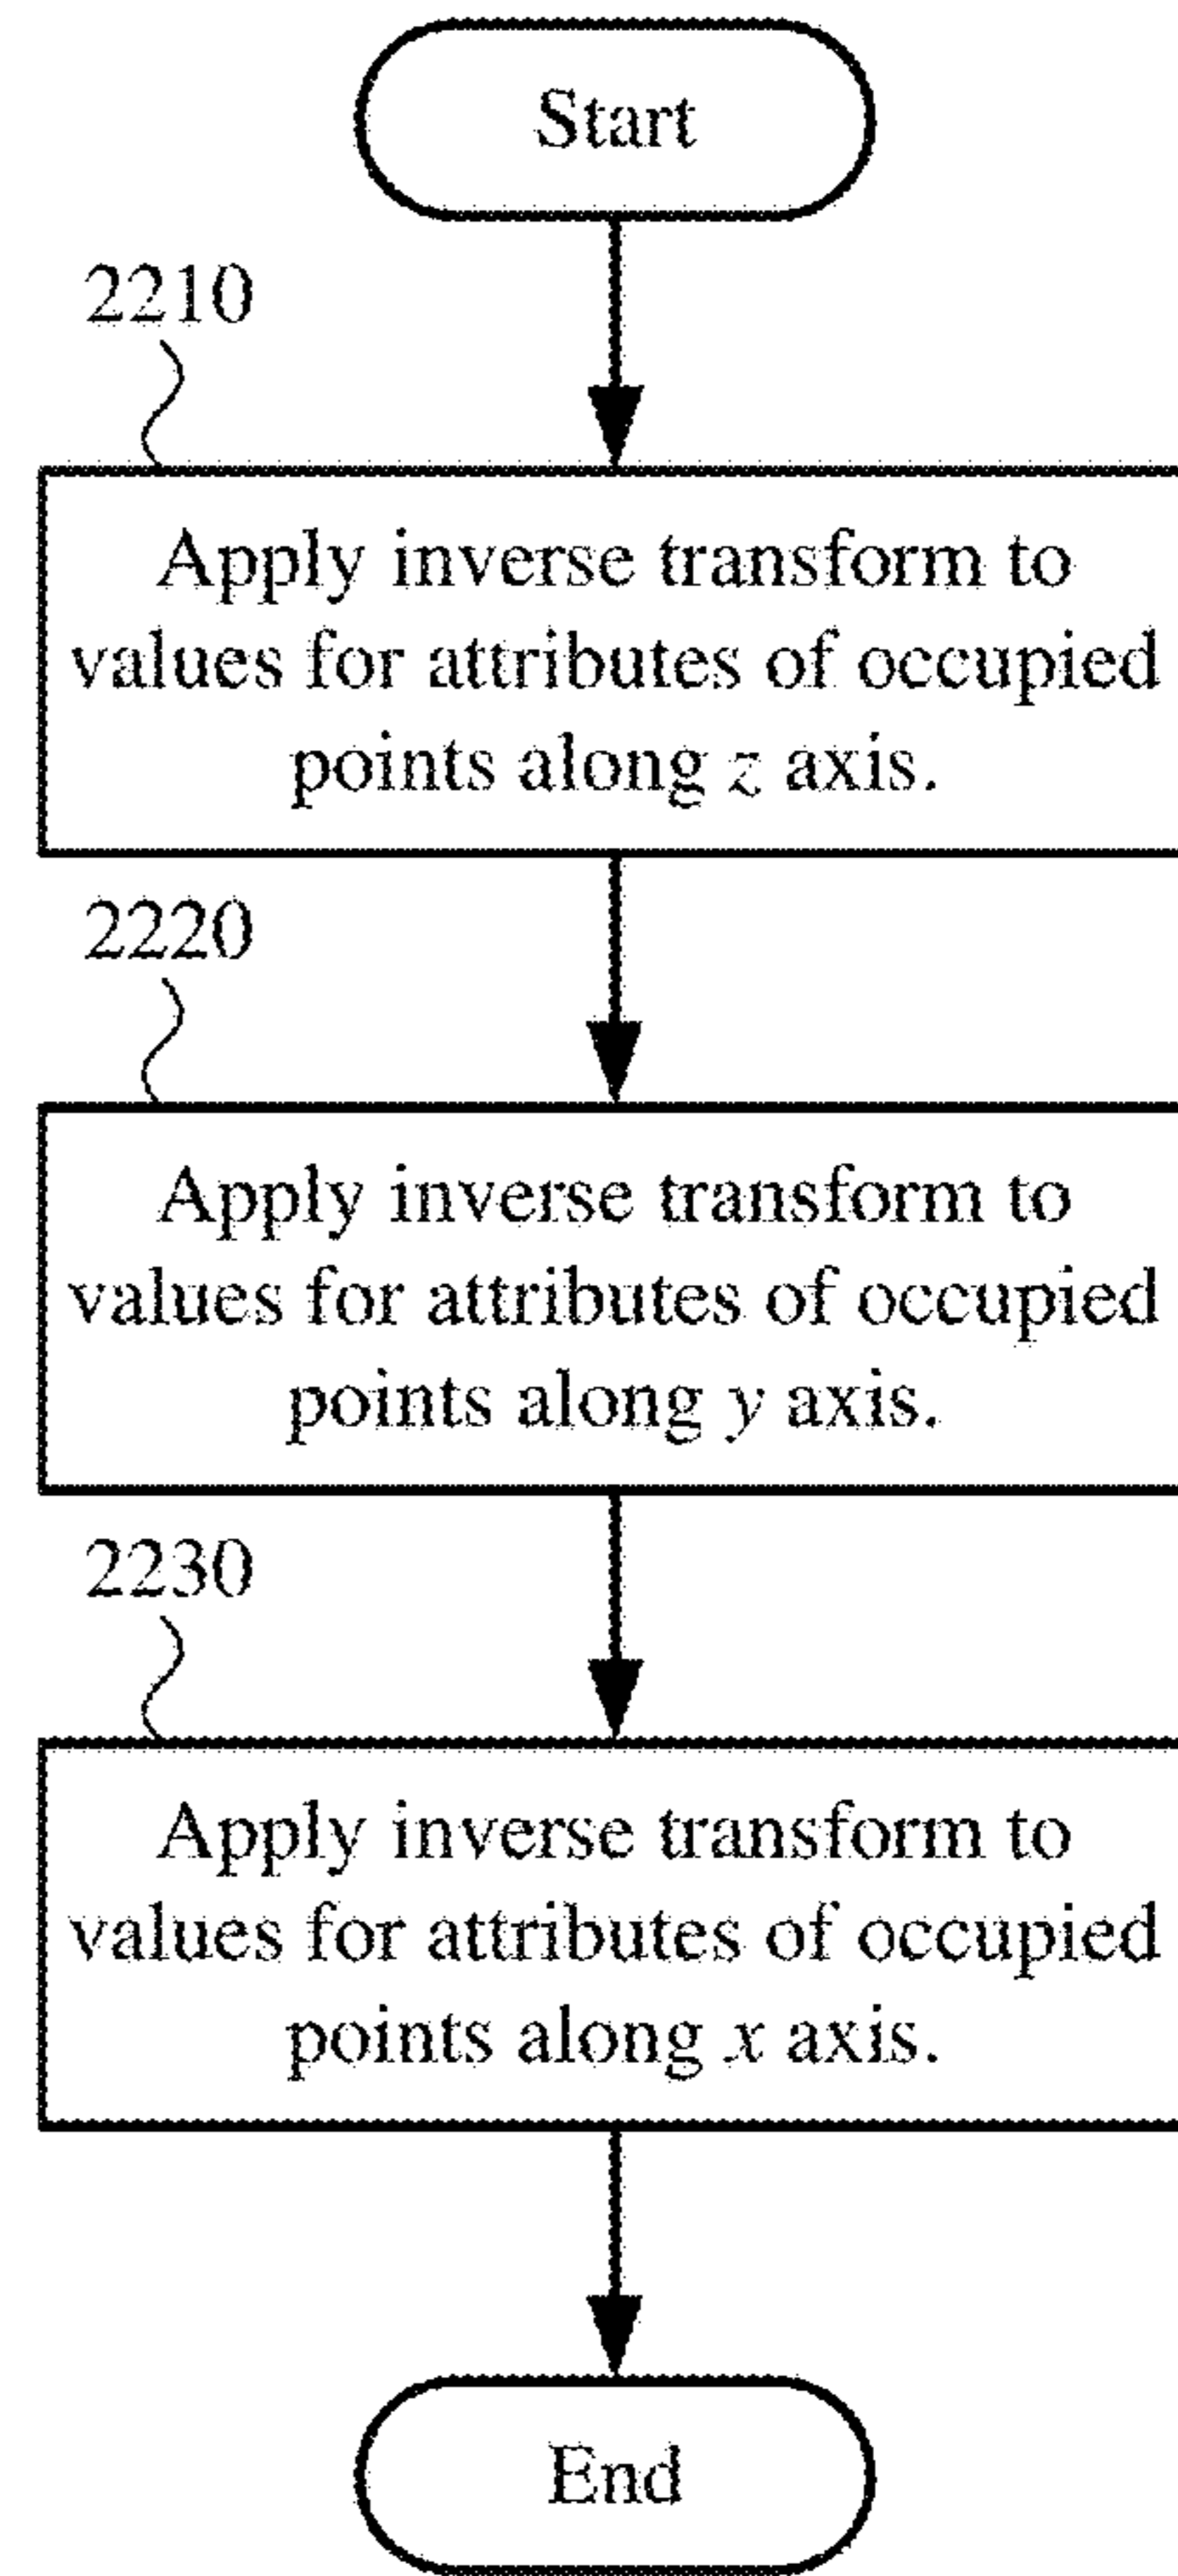 Start
2210
Apply inverse transform to
values for attributes of occupied
points along z axis.
2220
Apply inverse transform to
values for attributes of occupied
points along y axis.
2230
Apply inverse transform to
values for attributes of occupied
points along x axis.
End